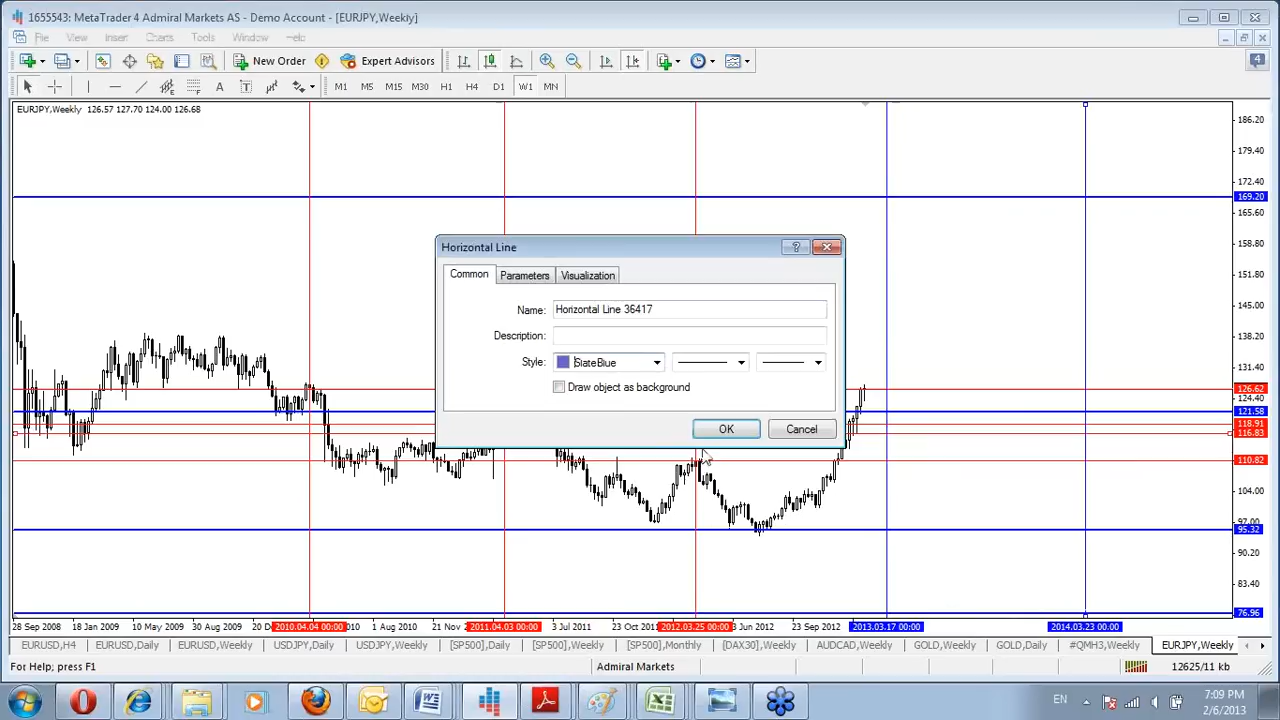 1655543: MetaTrader 4 Admiral Markets AS - Demo Account - [EURJPY,Weekly]
File View Insert Charts Tools Window Help
New Order Expert Advisors 4
A T M1 M5 M15 M30 H1 H4 D1 W1 MN
EURJPY,Weekly 126.57 127.70 124.00 126.68
186.20
179.40
172.40
169.20
165.60
158.80
151.80
145.00
138.20
131.40
126.62
124.40
121.58
118.91
116.83
110.82
104.00
97.00
95.32
90.20
83.40
76.96
Horizontal Line
Common Parameters Visualization
Name: Horizontal Line 36417
Description:
Style: SlateBlue
Draw object as background
OK Cancel
28 Sep 2008 18 Jan 2009 10 May 2009 30 Aug 2009 20 D 2010.04.04 00:00 2010 1 Aug 2010 21 Nov 2011.04.03 00:00 3 Jul 2011 23 Oct 2011 2012.03.25 00:00 3 Jun 2012 23 Sep 2012 2013.03.17 00:00 2014.03.23 00:00
EURUSD,H4 EURUSD,Daily EURUSD,Weekly USDJPY,Daily USDJPY,Weekly [SP500],Daily [SP500],Weekly [SP500],Monthly [DAX30],Weekly AUDCAD,Weekly GOLD,Weekly GOLD,Daily #QMH3,Weekly EURJPY,Weekly
For Help, press F1 Admiral Markets 12625/11 kb
EN 7:09 PM
2/6/2013